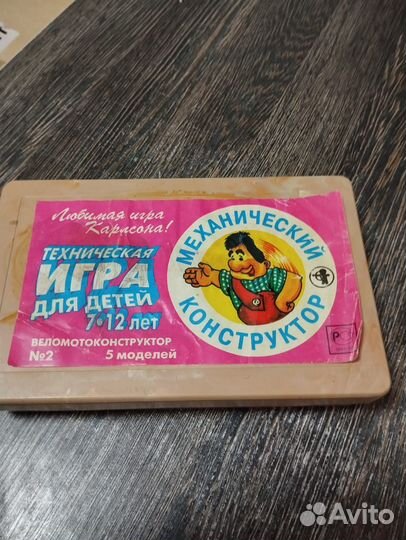 Любимая игра
Карлсона!
ТЕХНИЧЕСКАЯ
ИГРА
ДЛЯ ДЕТЕЙ
7-12 лет
ВЕЛОМОТОКОНСТРУКТОР
№2 5 моделей
МЕХАНИЧЕСКИЙ
КОНСТРУКТОР
Avito